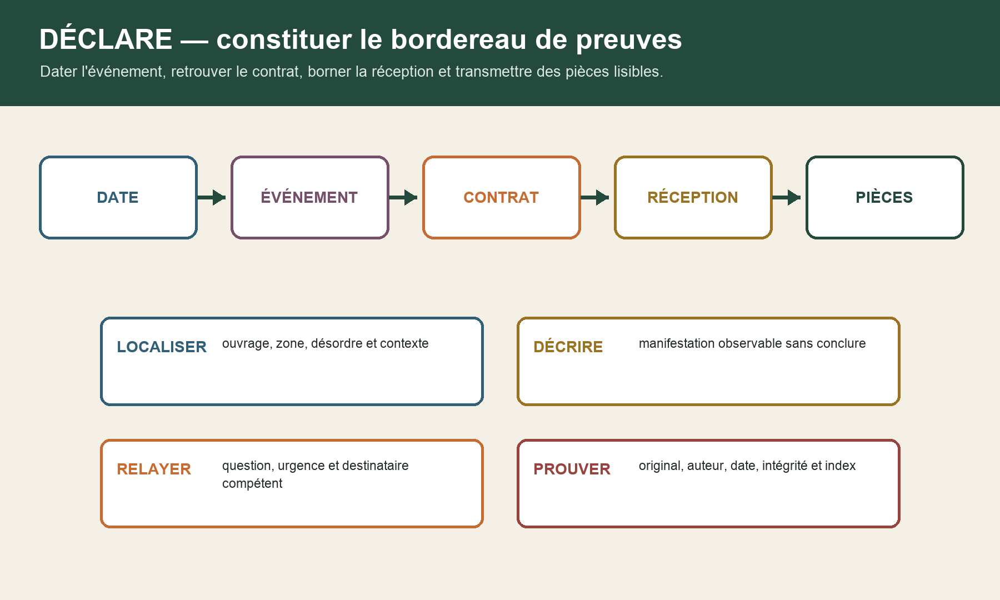 DÉCLARE — constituer le bordereau de preuves
Dater l'événement, retrouver le contrat, borner la réception et transmettre des pièces lisibles.
DATE
ÉVÉNEMENT
CONTRAT
RÉCEPTION
PIÈCES
LOCALISER
ouvrage, zone, désordre et contexte
DÉCRIRE
manifestation observable sans conclure
RELAYER
question, urgence et destinataire
compétent
PROUVER
original, auteur, date, intégrité et index